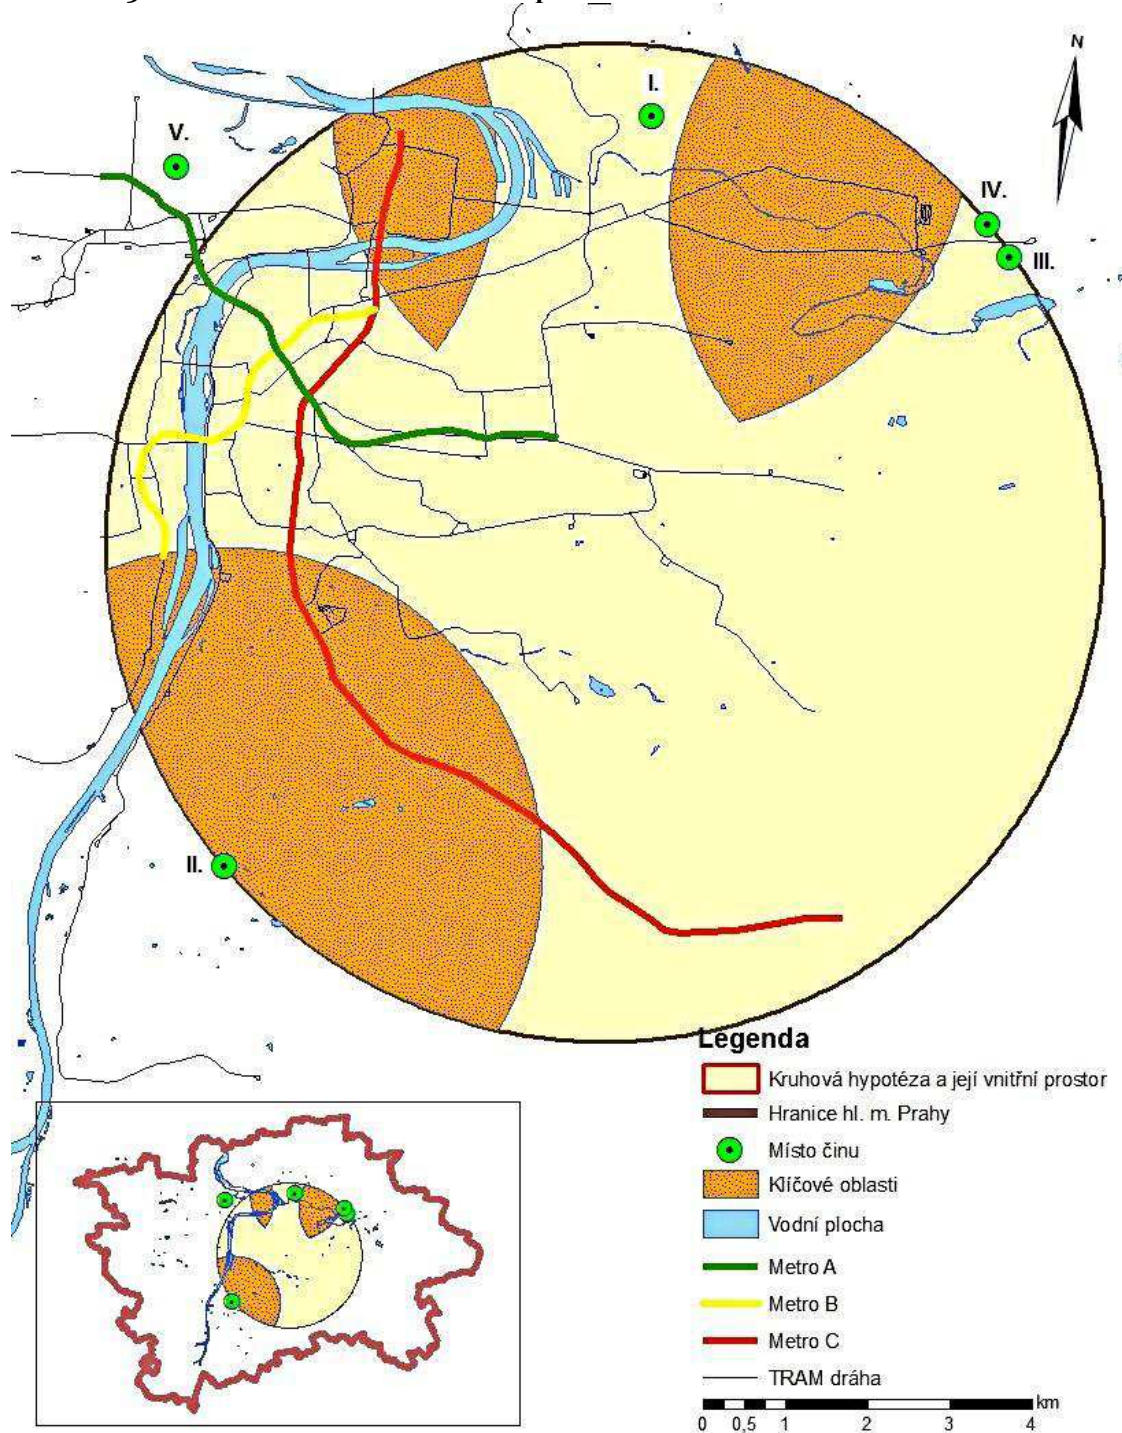 N
I.
V.
IV.
III.
II.
Legenda
Kruhová hypotéza a její vnitřní prostor
Hranice hl. m. Prahy
Místo činu
Klíčové oblasti
Vodní plocha
Metro A
Metro B
Metro C
TRAM dráha
km
0 0,5 1 2 3 4